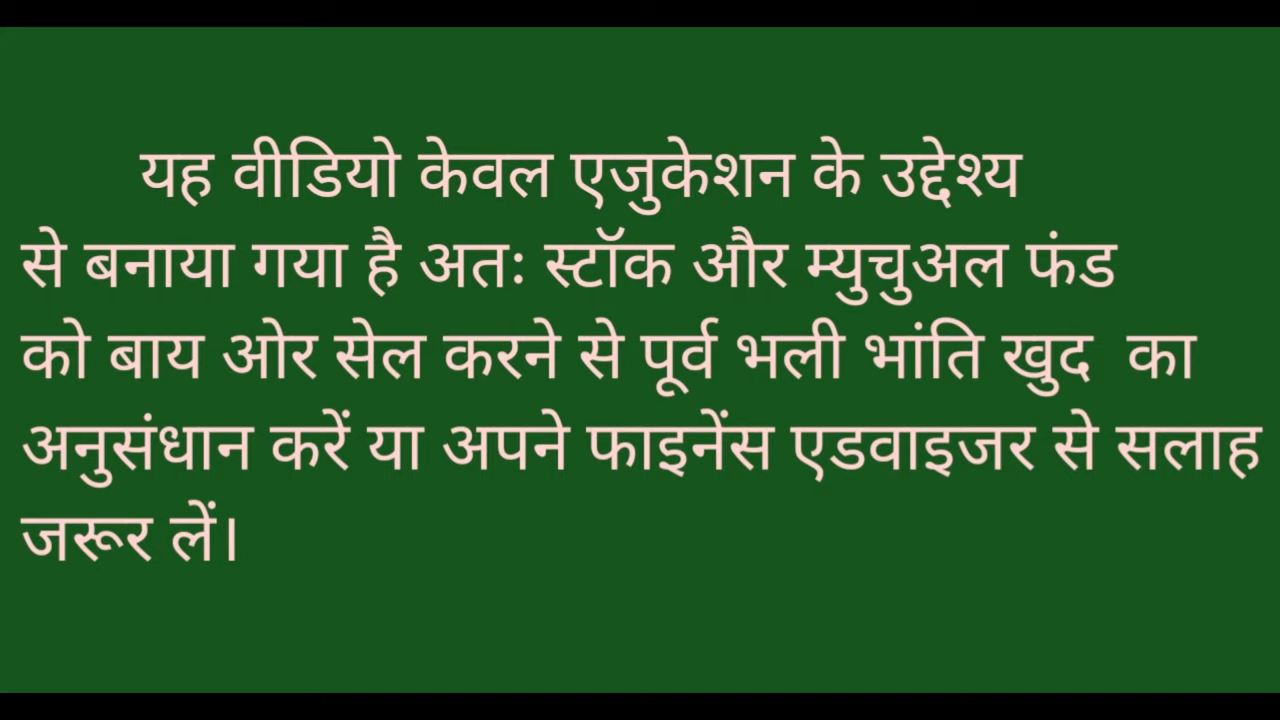 यह वीडियो केवल एजुकेशन के उद्देश्य
से बनाया गया है अतः स्टॉक और म्युचुअल फंड
को बाय ओर सेल करने से पूर्व भली भांति खुद का
अनुसंधान करें या अपने फाइनेंस एडवाइजर से सलाह
जरूर लें।